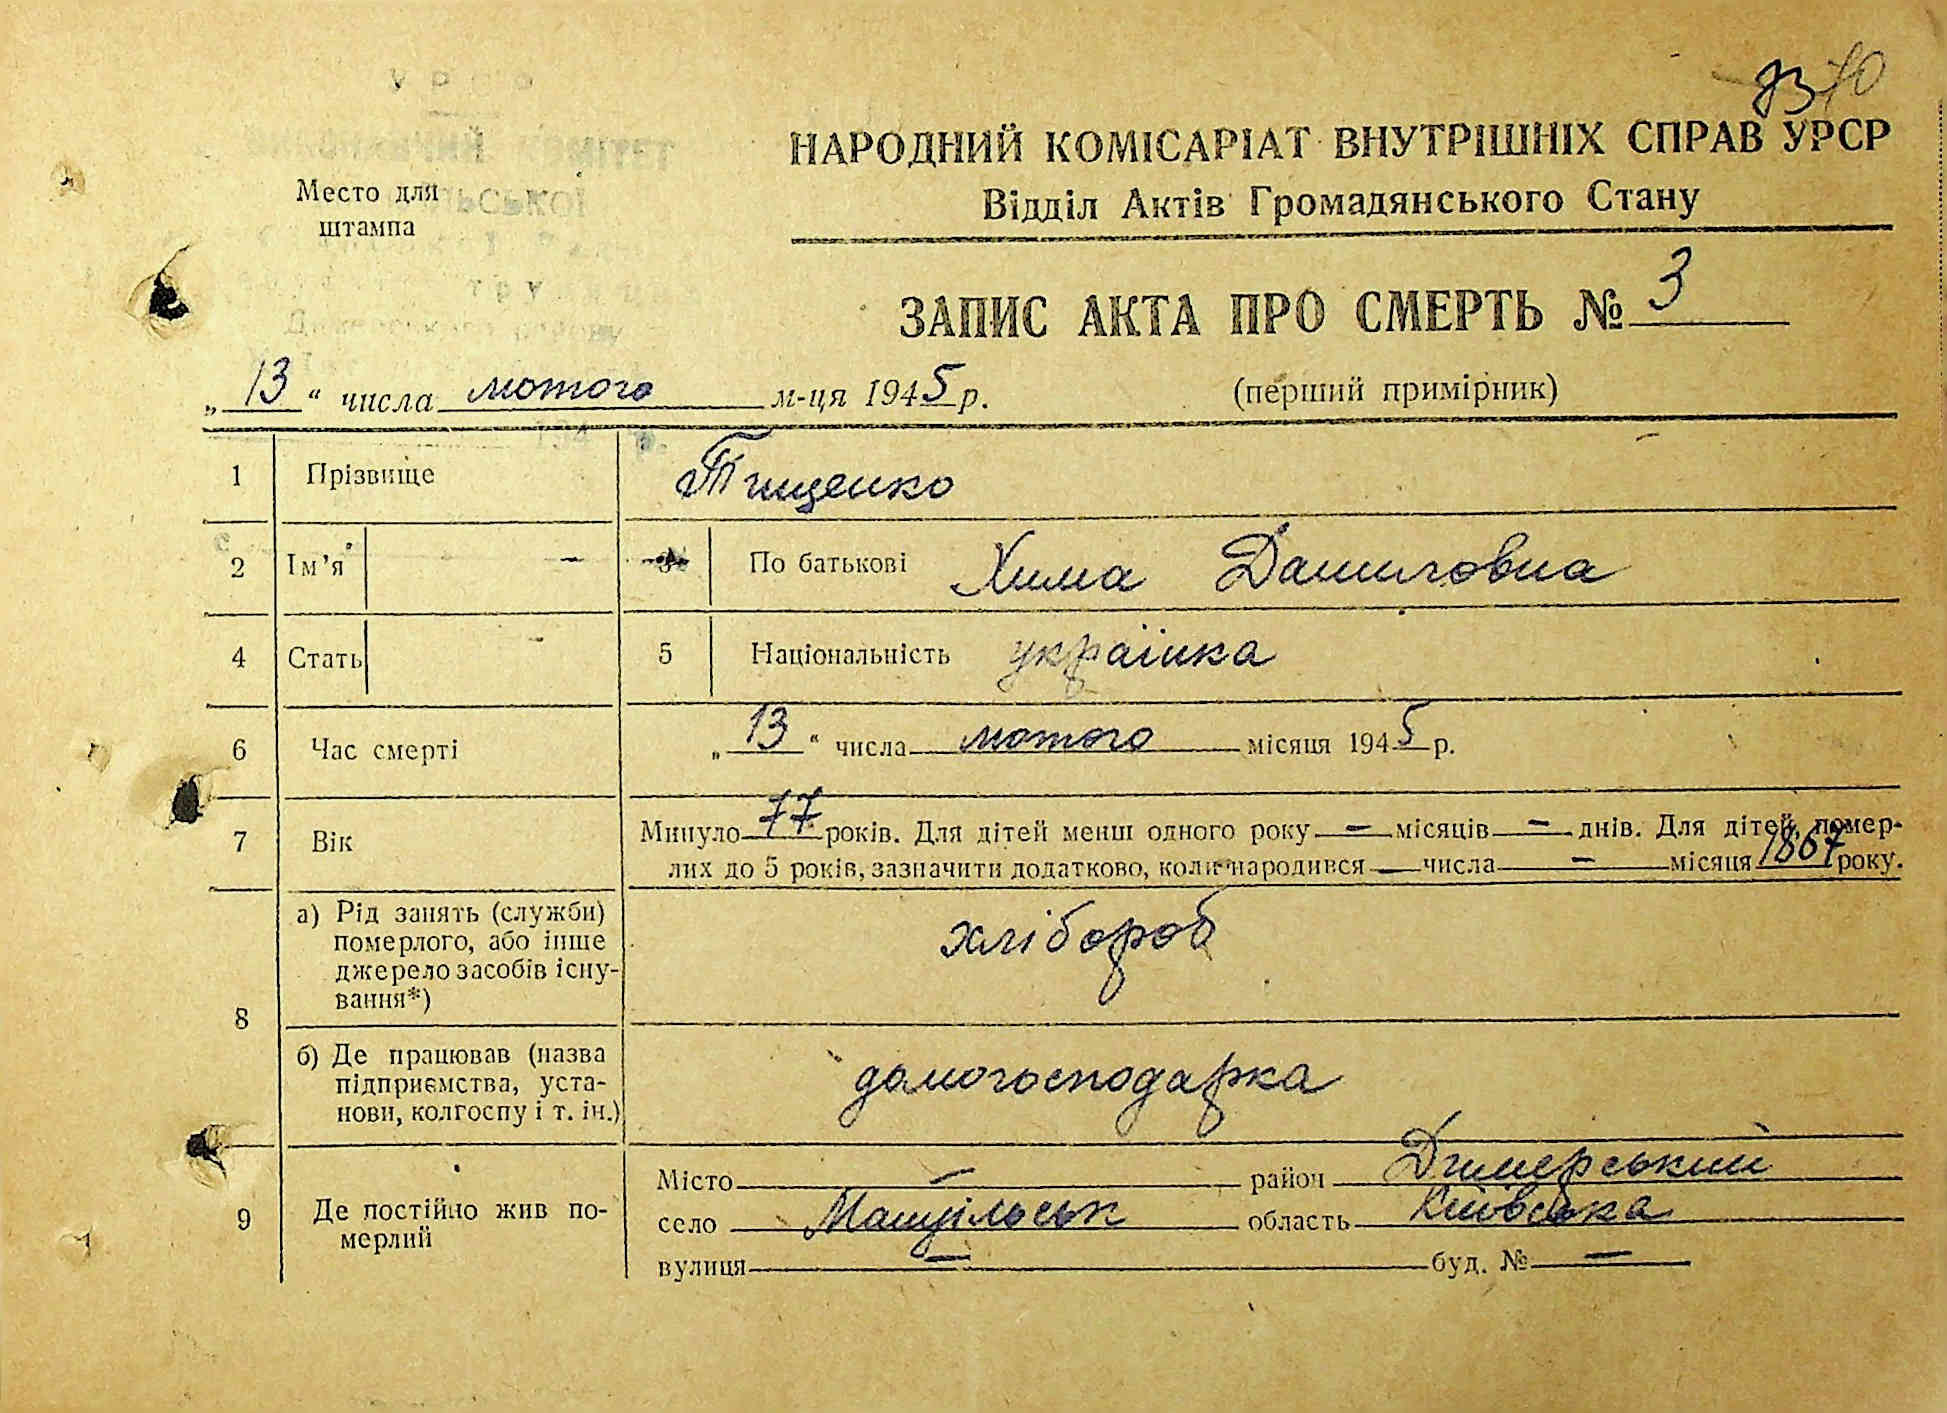 83 70
НАРОДНИЙ КОМІСАРІАТ ВНУТРІШНІХ СПРАВ УРСР
Відділ Актів Громадянського Стану
Место для
штампа
ЗАПИС АКТА ПРО СМЕРТЬ № 3
„13“ числа лютого м-ця 1945 р.
(перший примірник)
1 Прізвище Тищенко
2 Ім’я — 3 По батькові Хима Даниловна
4 Стать 5 Національність українка
6 Час смерті „13“ числа лютого місяця 1945 р.
7 Вік Минуло 77 років. Для дітей менш одного року — місяців — днів. Для дітей, помер-
лих до 5 років, зазначити додатково, коли народився — числа — місяця 1867 року.
8 а) Рід занять (служби)
померлого, або інше
джерело засобів існу-
вання*)
хлібороб
б) Де працював (назва
підприємства, уста-
нови, колгоспу і т. ін.)
домогосподарка
9 Де постійно жив по-
мерлий
Місто — район Димерський
село область Київська
вулиця — буд. № —